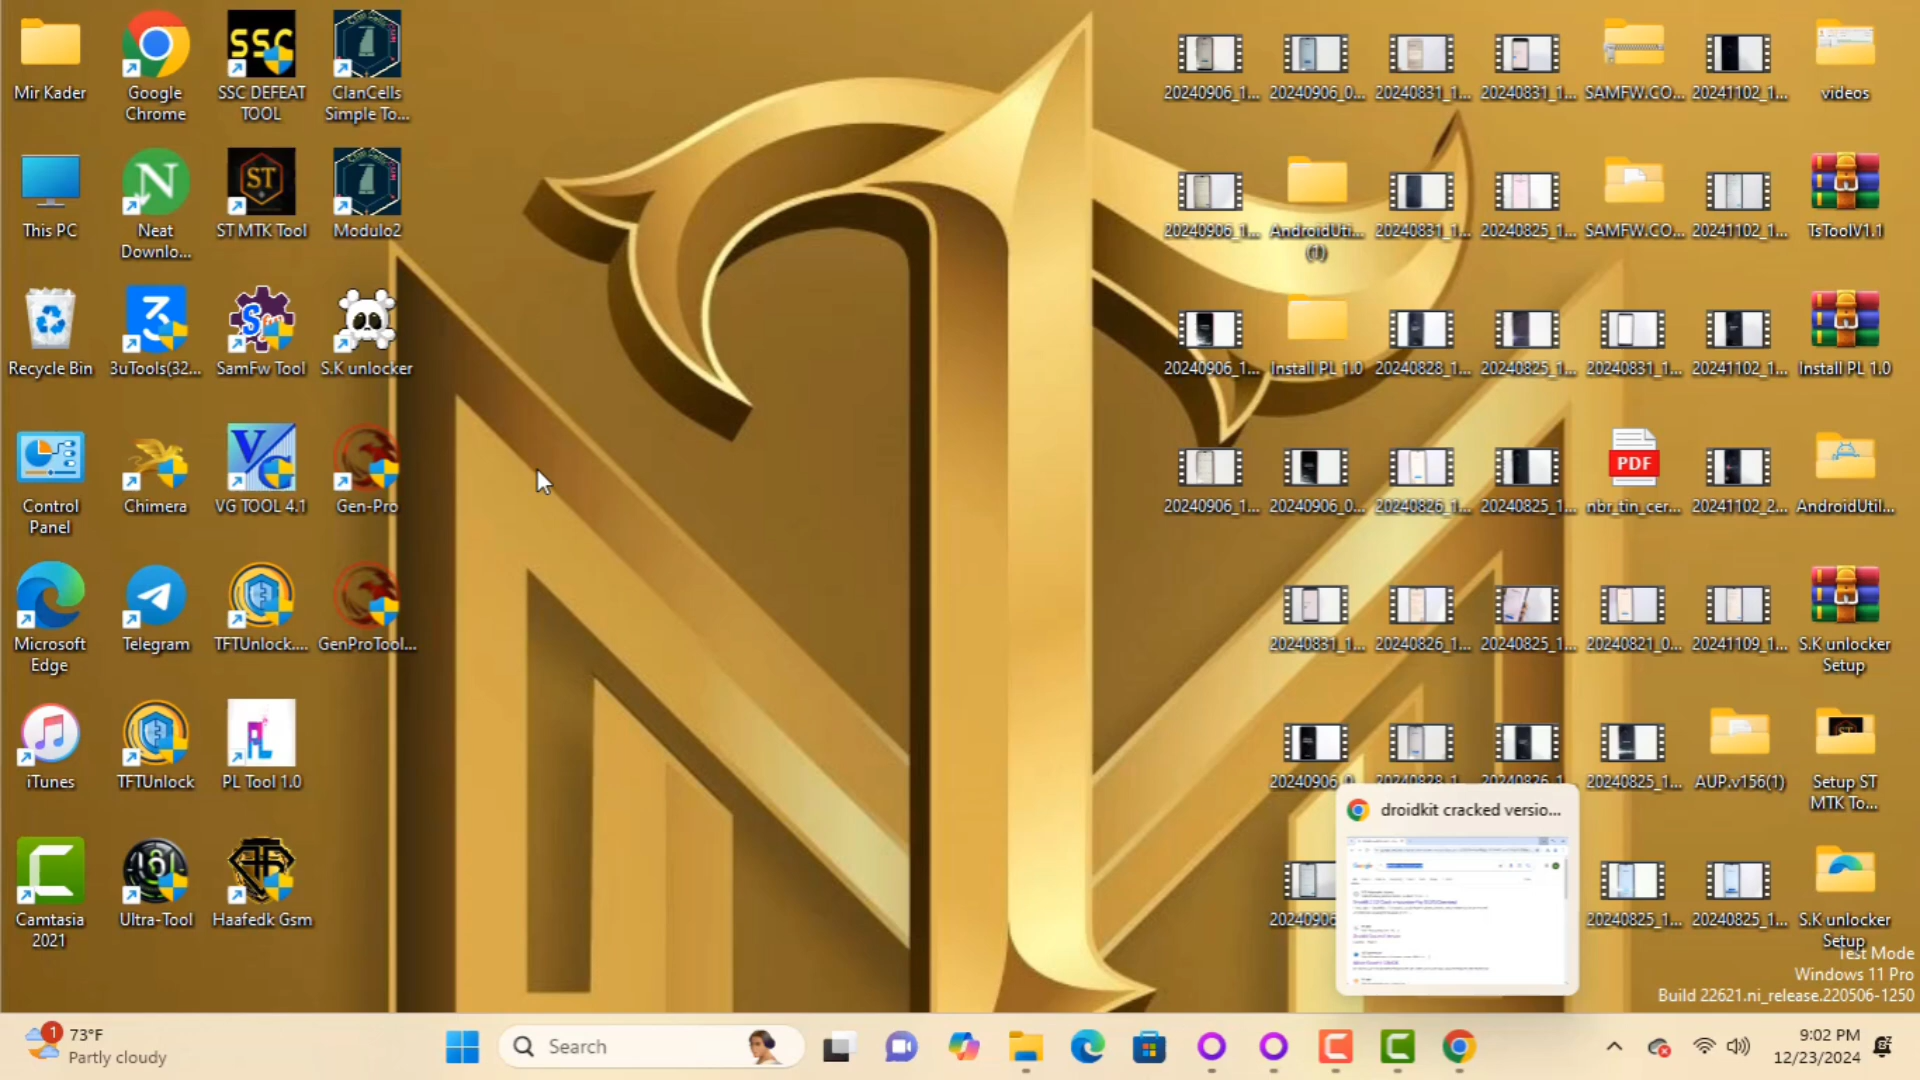 Mir Kader
Google
Chrome
SSC DEFEAT
TOOL
ClanCells
Simple To...
20240906_1...
20240906_0...
20240831_1...
20240831_1...
SAMFW.CO...
20241102_1...
videos
This PC
Neat
Downlo...
ST MTK Tool
Modulo2
20240906_1...
AndroidUti...
(1)
20240831_1...
20240825_1...
SAMFW.CO...
20241102_1...
TsToolV1.1
Recycle Bin
3uTools(32...
SamFw Tool
S.K unlocker
20240906_1...
Install PL 1.0
20240828_1...
20240825_1...
20240831_1...
20241102_1...
Install PL 1.0
Control
Panel
Chimera
VG TOOL 4.1
Gen-Pro
20240906_1...
20240906_0...
20240826_1...
20240825_1...
PDF
nbr_tin_cer...
20241102_2...
AndroidUtil...
Microsoft
Edge
Telegram
TFTUnlock....
GenProTool...
20240831_1...
20240826_1...
20240825_1...
20240821_0...
20241109_1...
S.K unlocker
Setup
iTunes
TFTUnlock
PL Tool 1.0
20240906_0
20240828_1
20240826_1
20240825_1...
AUP.v156(1)
Setup ST
MTK To...
droidkit cracked versio...
Camtasia
2021
Ultra-Tool
Haafedk Gsm
20240906
20240825_1...
20240825_1...
S.K unlocker
Setup
Test Mode
Windows 11 Pro
Build 22621.ni_release.220506-1250
1
73°F
Partly cloudy
Search
9:02 PM
12/23/2024